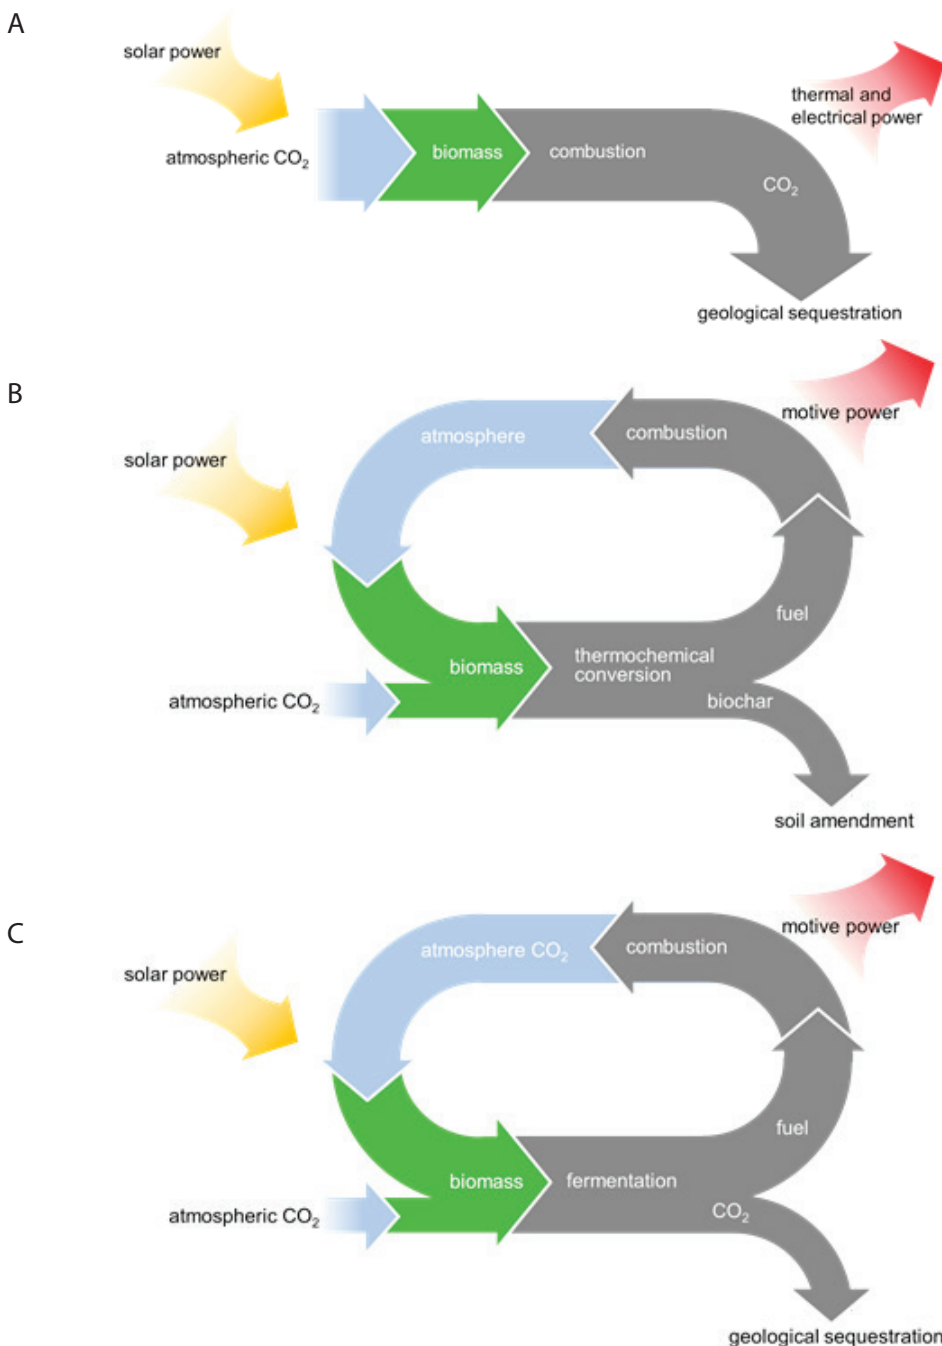 A
solar power
thermal and
electrical power
atmospheric CO₂
biomass
combustion
CO₂
geological sequestration
B
motive power
atmosphere
combustion
solar power
fuel
thermochemical
conversion
biomass
atmospheric CO₂
biochar
soil amendment
C
motive power
atmosphere CO₂
combustion
solar power
fuel
biomass
fermentation
atmospheric CO₂
CO₂
geological sequestration